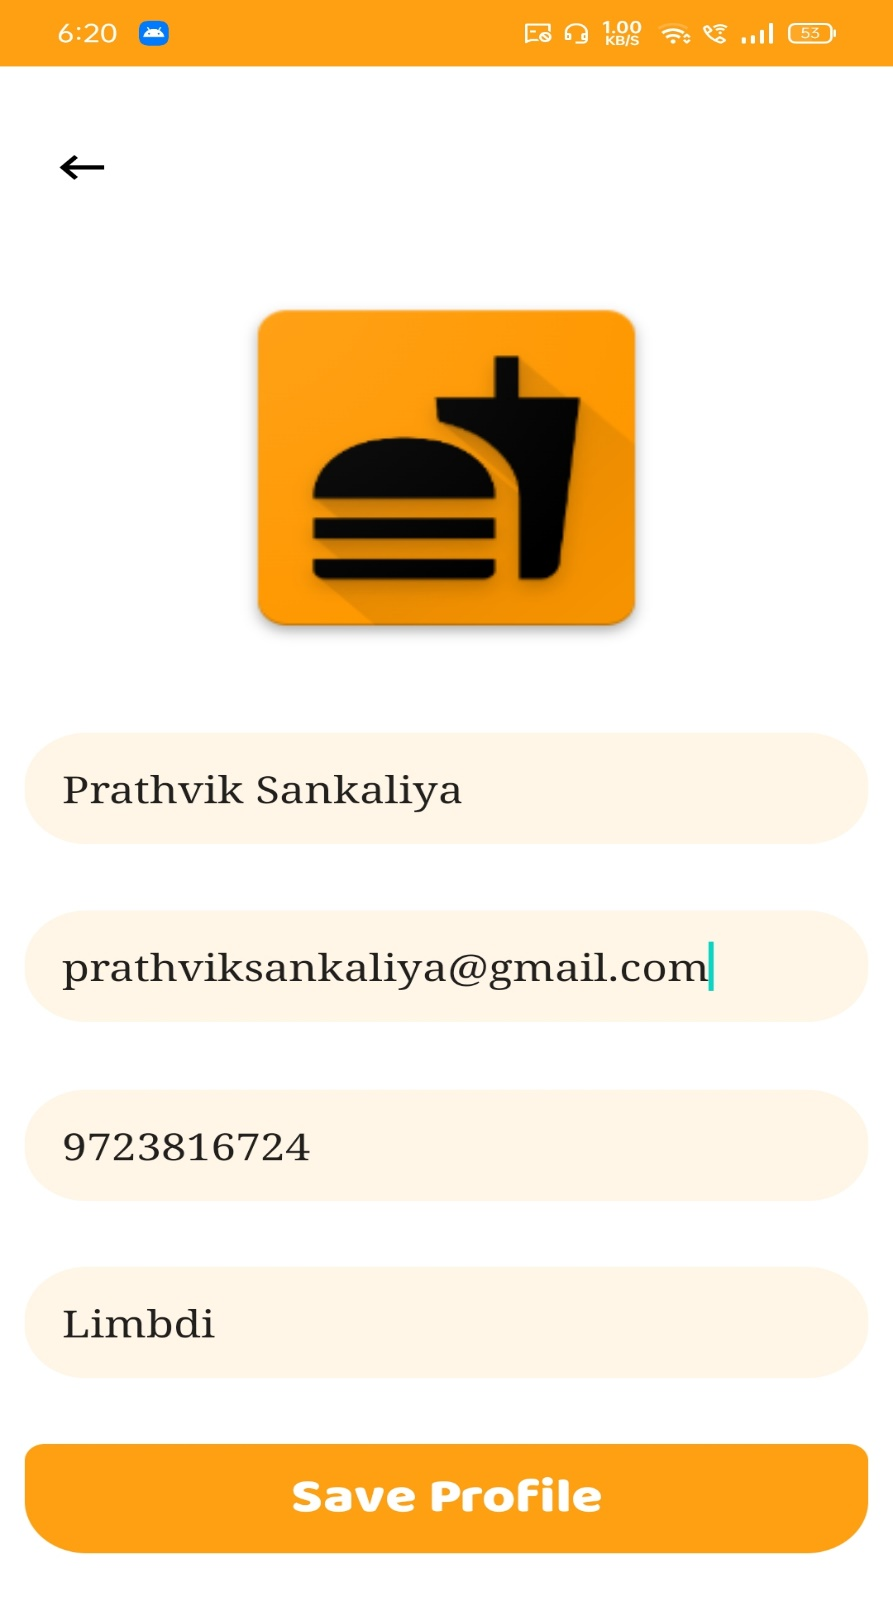 6:20
1.00
KB/S
53
Prathvik Sankaliya
prathviksankaliya@gmail.com
9723816724
Limbdi
Save Profile